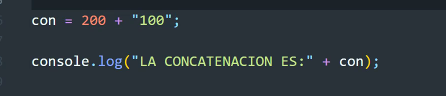 con = 200 + "100";
console.log("LA CONCATENACION ES:" + con);